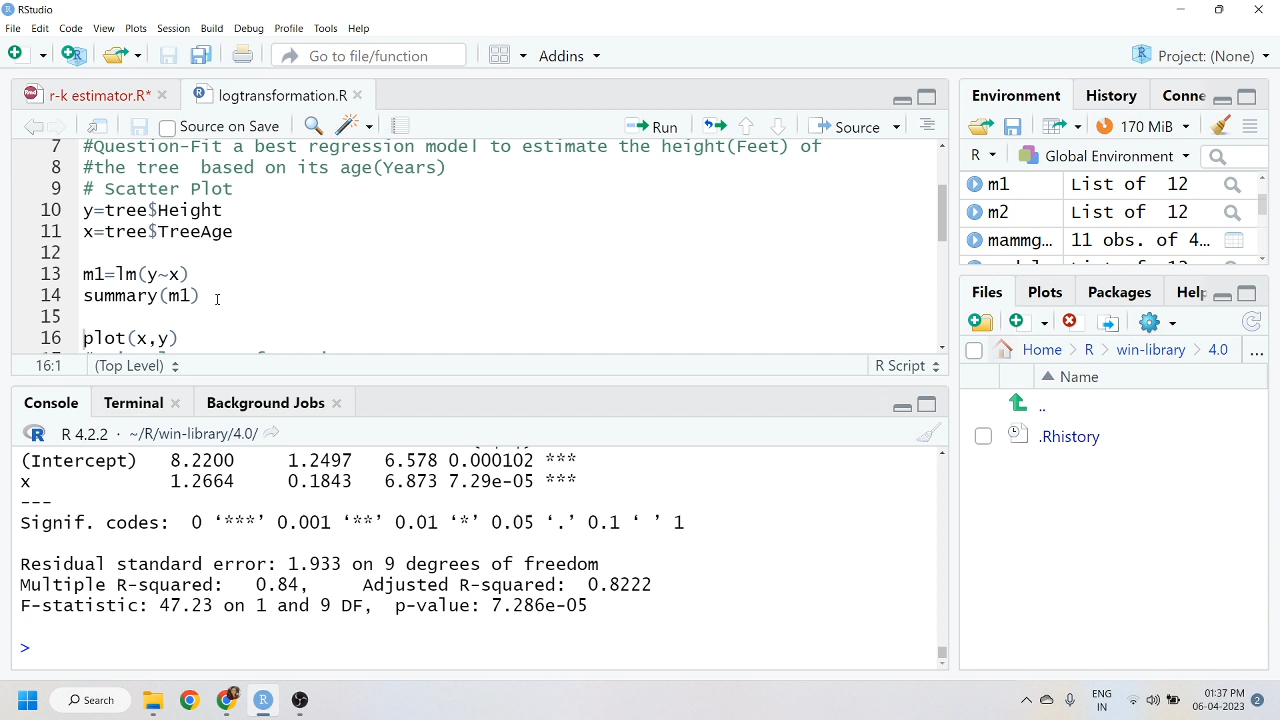 RStudio
File Edit Code View Plots Session Build Debug Profile Tools Help
Go to file/function Addins Project: (None)
r-k estimator.R* logtransformation.R
Source on Save Run Source
7 #Question-Fit a best regression model to estimate the height(Feet) of
8 #the tree based on its age(Years)
9 # Scatter Plot
10 y=tree$Height
11 x=tree$TreeAge
12
13 m1=lm(y~x)
14 summary(m1)
15
16 plot(x,y)
16:1 (Top Level) R Script
Console Terminal Background Jobs
R 4.2.2 · ~/R/win-library/4.0/
(Intercept) 8.2200 1.2497 6.578 0.000102 ***
x 1.2664 0.1843 6.873 7.29e-05 ***
---
Signif. codes: 0 ‘***’ 0.001 ‘**’ 0.01 ‘*’ 0.05 ‘.’ 0.1 ‘ ’ 1
Residual standard error: 1.933 on 9 degrees of freedom
Multiple R-squared: 0.84, Adjusted R-squared: 0.8222
F-statistic: 47.23 on 1 and 9 DF, p-value: 7.286e-05
>
Environment History Conne
170 MiB
R Global Environment
m1 List of 12
m2 List of 12
mammg... 11 obs. of 4...
Files Plots Packages Help
Home R win-library 4.0 ...
Name
..
.Rhistory
Search
ENG
IN
01:37 PM
06-04-2023
2